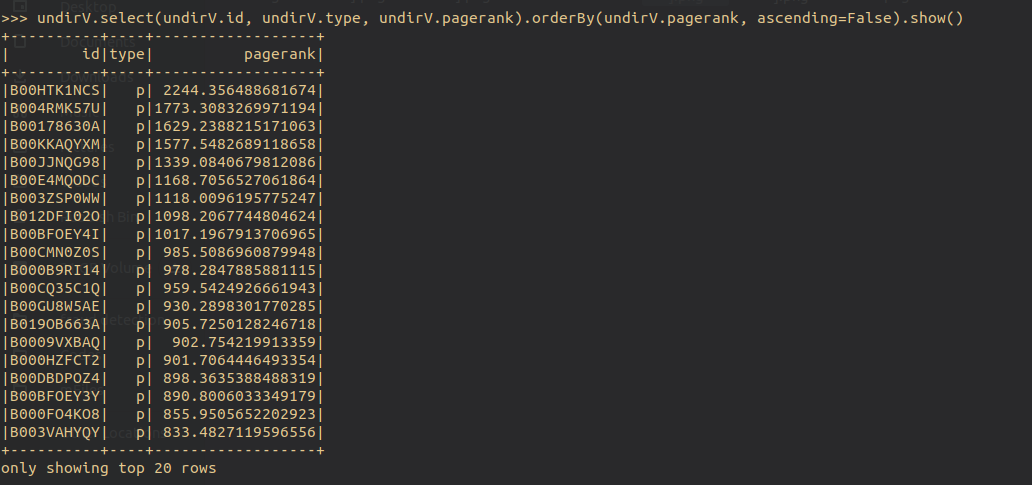 >>> undirV.select(undirV.id, undirV.type, undirV.pagerank).orderBy(undirV.pagerank, ascending=False).show()
+----------+----+------------------+
|        id|type|          pagerank|
+----------+----+------------------+
|B00HTK1NCS|   p| 2244.356488681674|
|B004RMK57U|   p|1773.3083269971194|
|B00178630A|   p|1629.2388215171063|
|B00KKAQYXM|   p|1577.5482689118658|
|B00JJNQG98|   p|1339.0840679812086|
|B00E4MQODC|   p|1168.7056527061864|
|B003ZSP0WW|   p|1118.0096195775247|
|B012DFI02O|   p|1098.2067744804624|
|B00BFOEY4I|   p|1017.1967913706965|
|B00CMN0Z0S|   p| 985.5086960879948|
|B000B9RI14|   p| 978.2847885881115|
|B00CQ35C1Q|   p| 959.5424926661943|
|B00GU8W5AE|   p| 930.2898301770285|
|B019OB663A|   p| 905.7250128246718|
|B0009VXBAQ|   p|  902.754219913359|
|B000HZFCT2|   p| 901.7064446493354|
|B00DBDPOZ4|   p| 898.3635388488319|
|B00BFOEY3Y|   p| 890.8006033349179|
|B000FO4KO8|   p| 855.9505652202923|
|B003VAHYQY|   p| 833.4827119596556|
+----------+----+------------------+
only showing top 20 rows